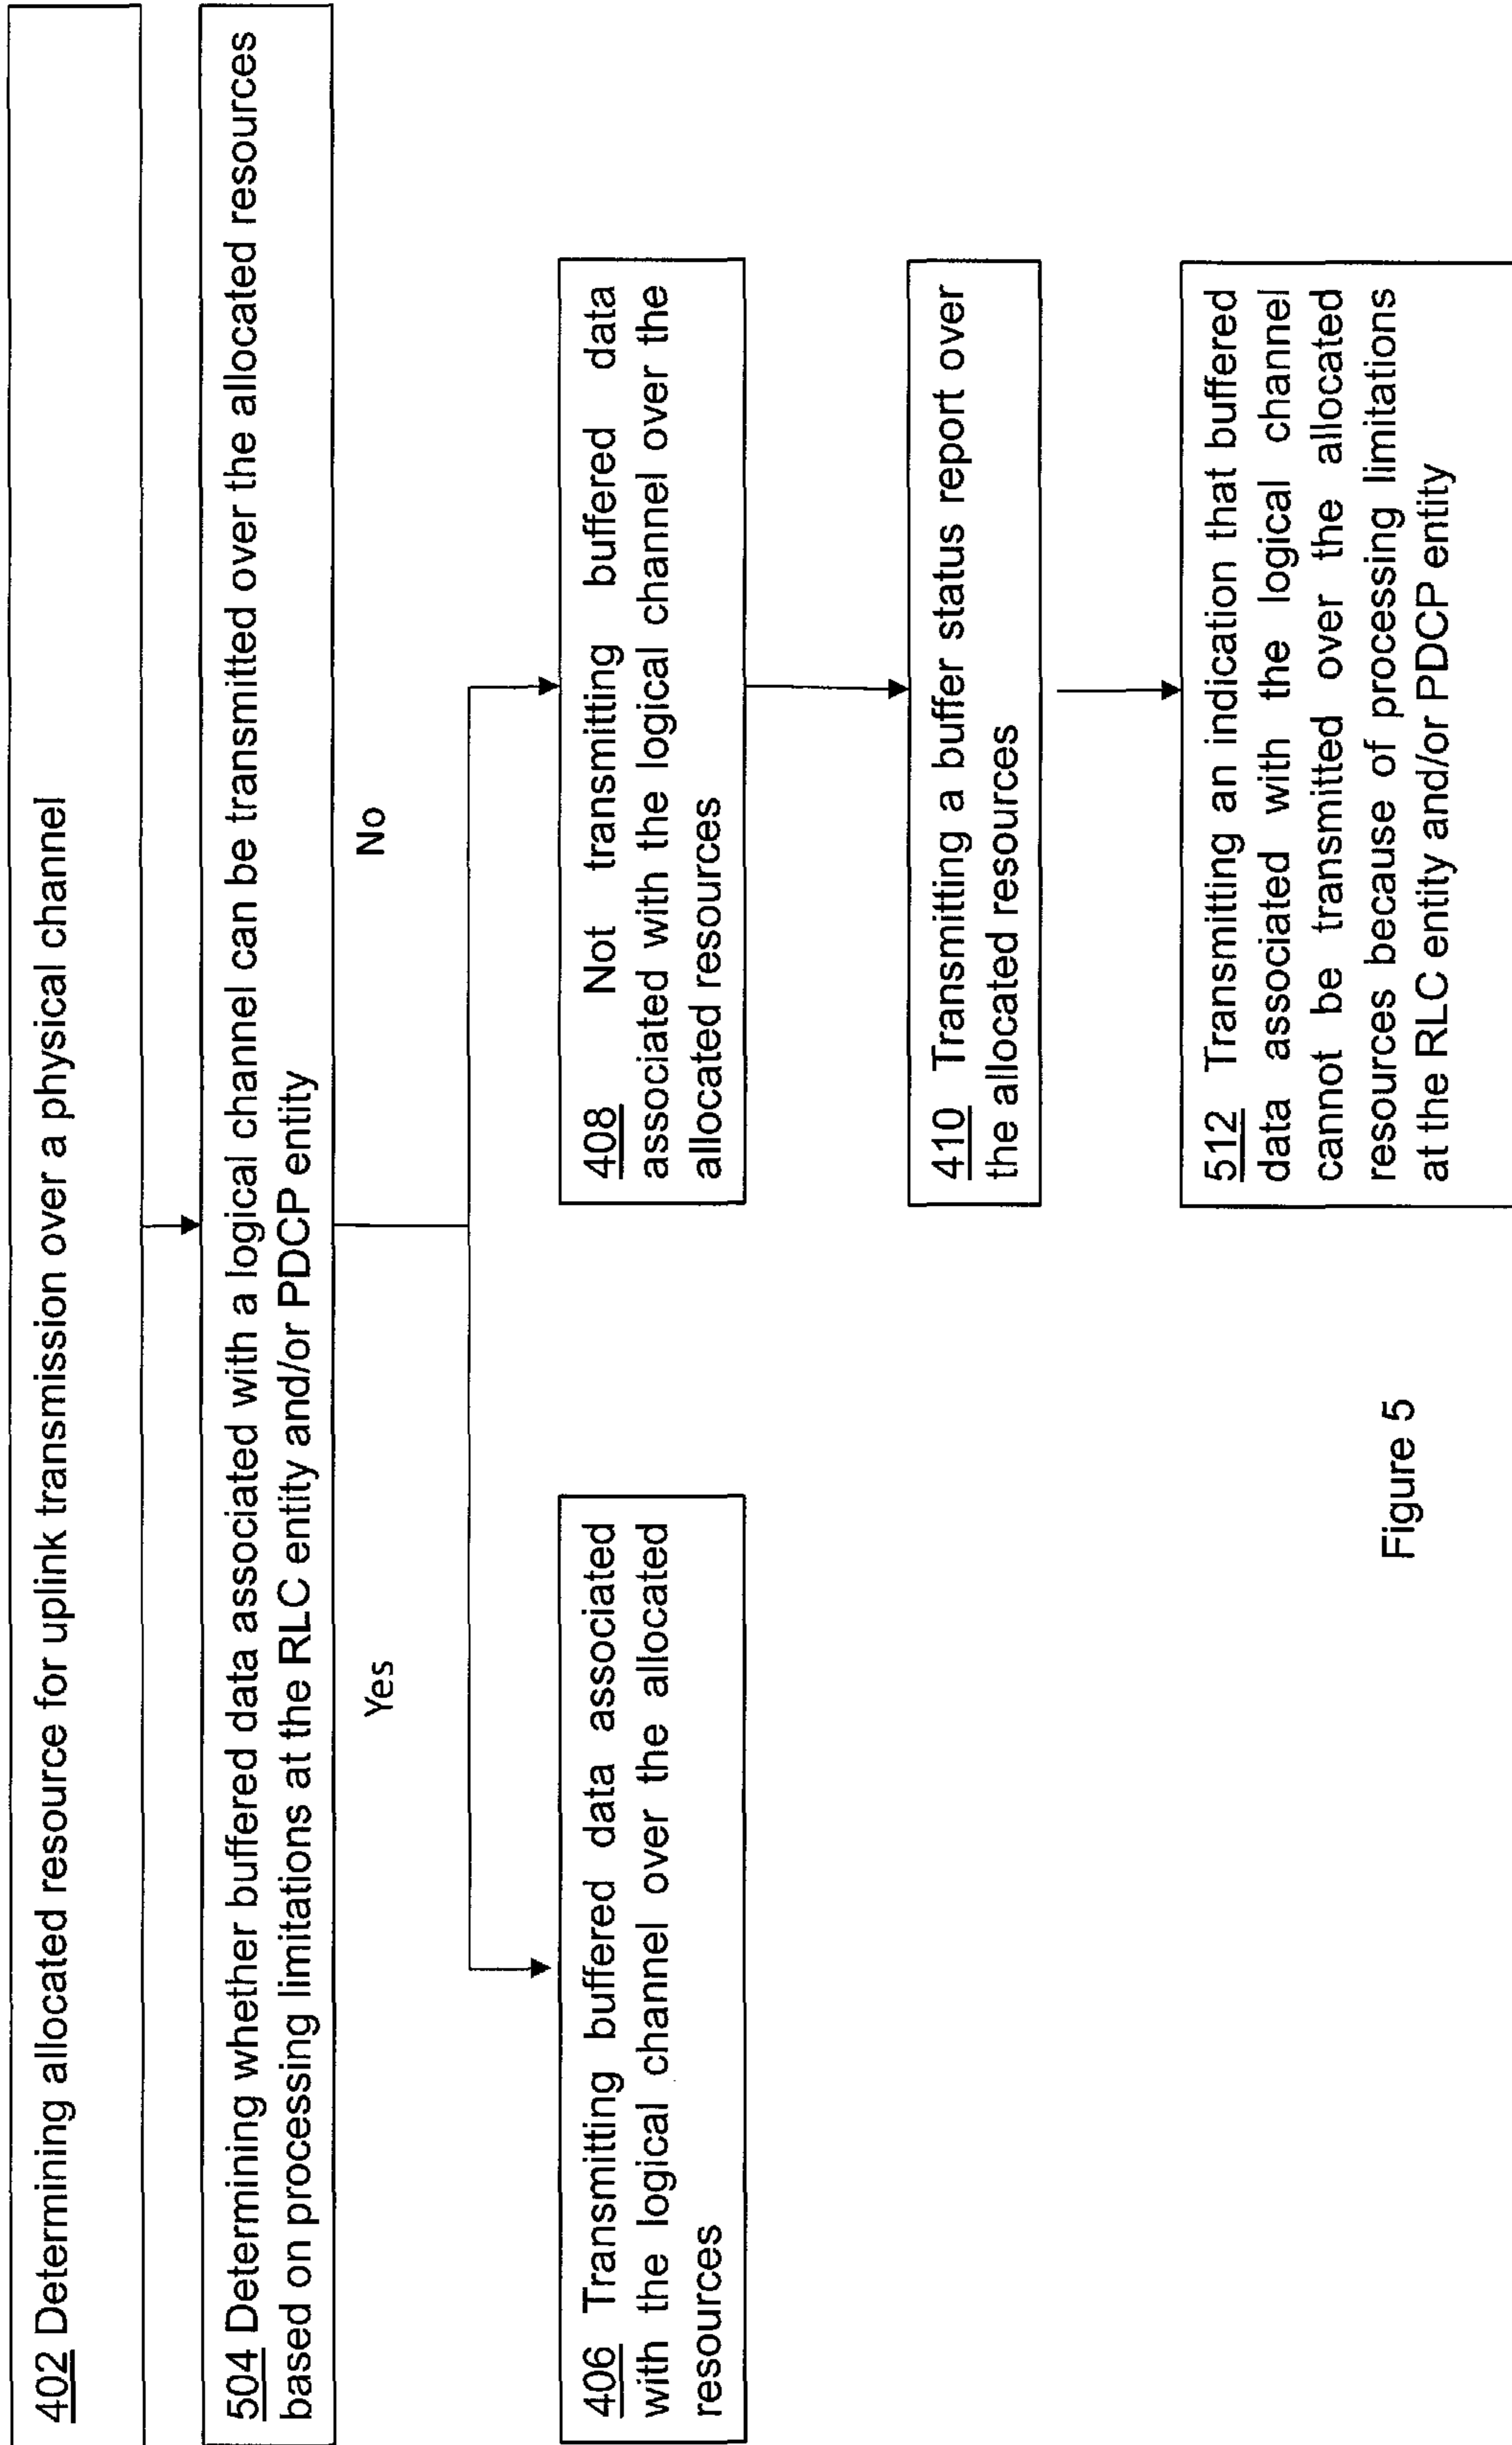 402 Determining allocated resource for uplink transmission over a physical channel
504 Determining whether buffered data associated with a logical channel can be transmitted over the allocated resources
based on processing limitations at the RLC entity and/or PDCP entity
Yes
No
406 Transmitting buffered data associated
with the logical channel over the allocated
resources
408 Not transmitting buffered data
associated with the logical channel over the
allocated resources
410 Transmitting a buffer status report over
the allocated resources
512 Transmitting an indication that buffered
data associated with the logical channel
cannot be transmitted over the allocated
resources because of processing limitations
at the RLC entity and/or PDCP entity
Figure 5